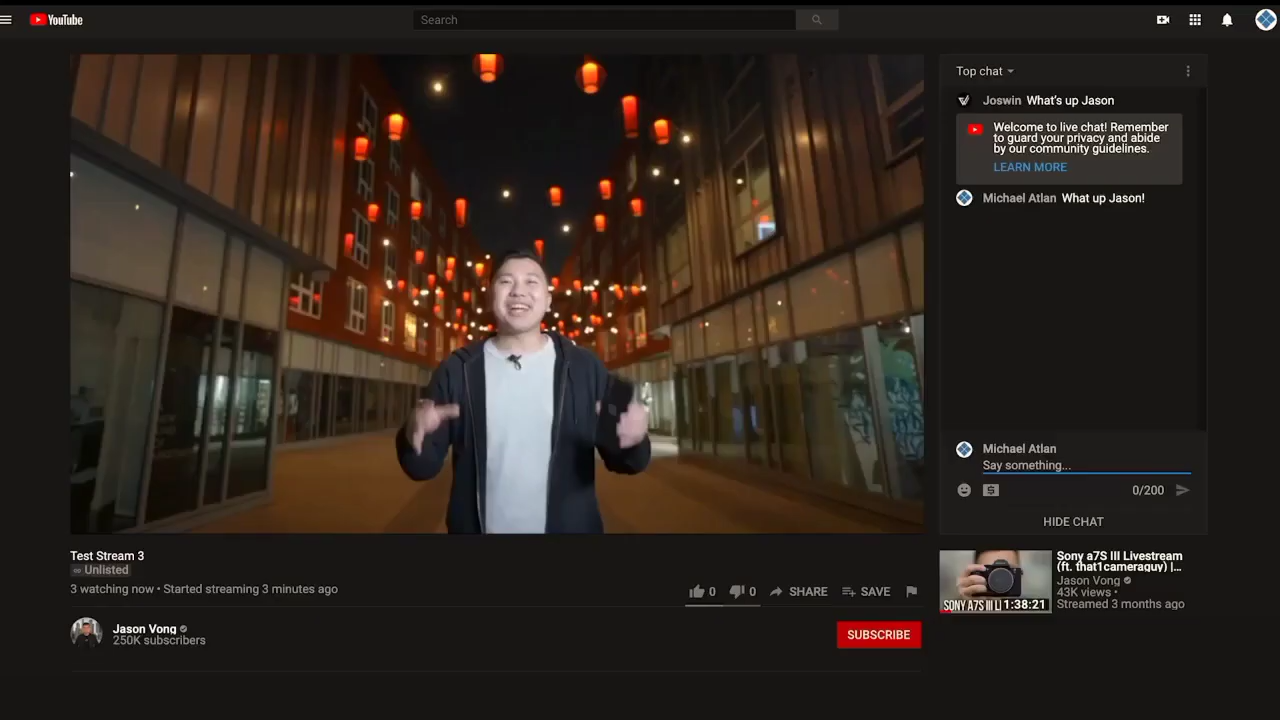 YouTube
Search
Top chat
Joswin What's up Jason
Welcome to live chat! Remember
to guard your privacy and abide
by our community guidelines.
LEARN MORE
Michael Atlan What up Jason!
Michael Atlan
Say something...
0/200
HIDE CHAT
Test Stream 3
Unlisted
3 watching now • Started streaming 3 minutes ago
0
0
SHARE
SAVE
Jason Vong
250K subscribers
SUBSCRIBE
SONY A7S III LI
1:38:21
Sony a7S III Livestream
(ft. that1cameraguy) |...
Jason Vong
43K views •
Streamed 3 months ago